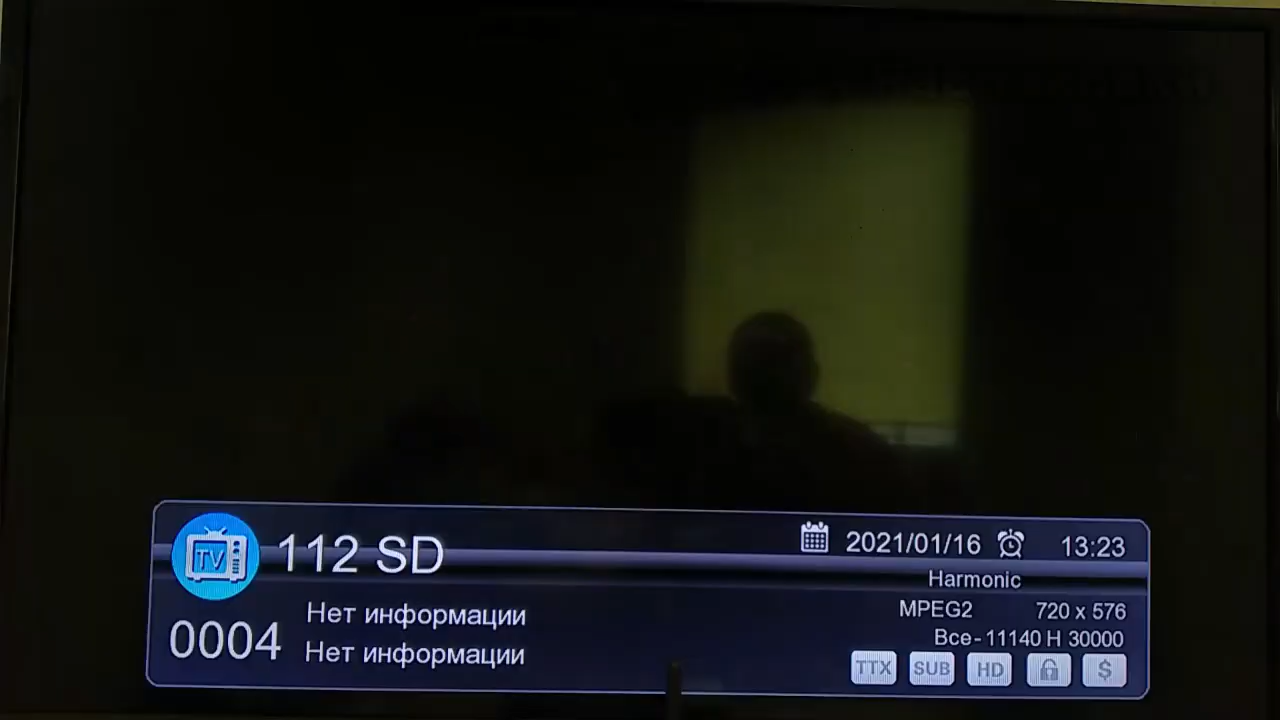 TV
112 SD
2021/01/16 13:23
Harmonic
0004
Нет информации
MPEG2 720 x 576
Все - 11140 H 30000
Нет информации
TTX SUB HD $